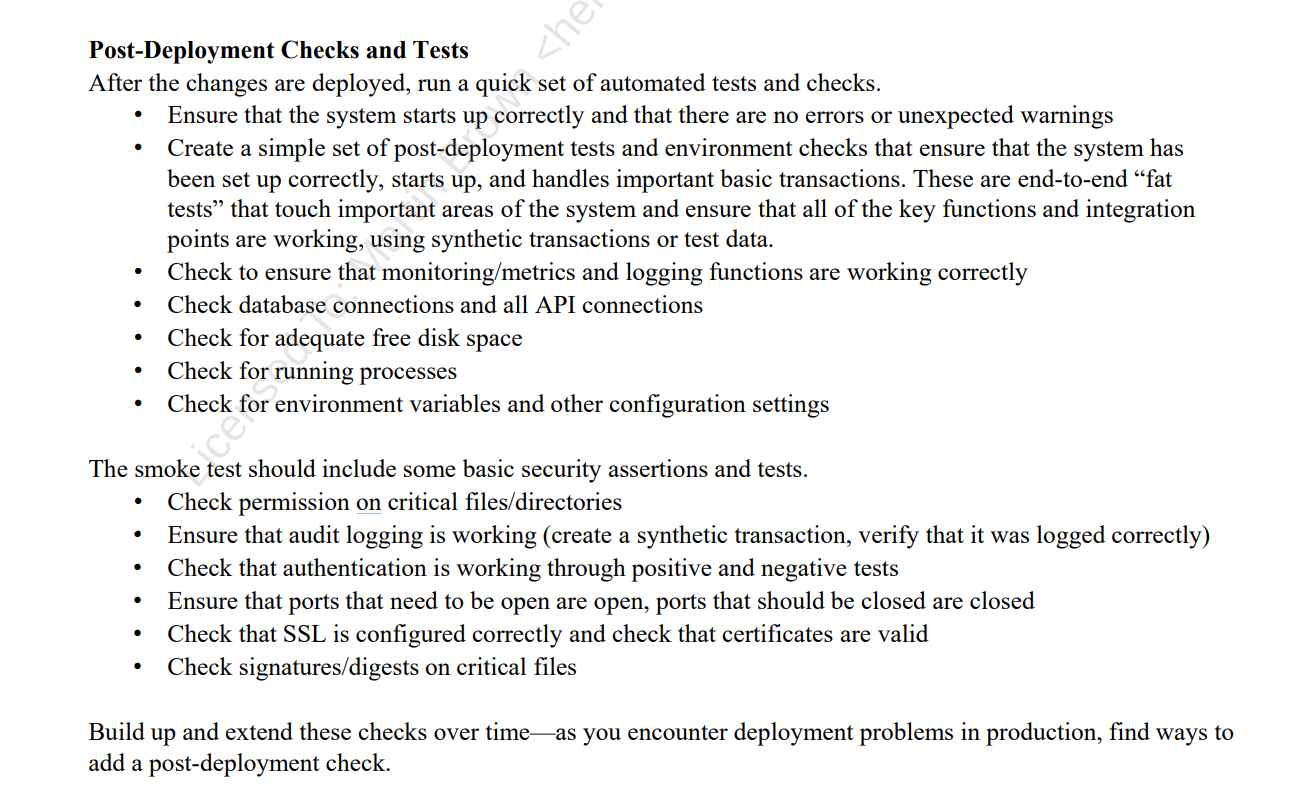 Post-Deployment Checks and Tests
After the changes are deployed, run a quick set of automated tests and checks.
• Ensure that the system starts up correctly and that there are no errors or unexpected warnings
• Create a simple set of post-deployment tests and environment checks that ensure that the system has
been set up correctly, starts up, and handles important basic transactions. These are end-to-end “fat
tests” that touch important areas of the system and ensure that all of the key functions and integration
points are working, using synthetic transactions or test data.
• Check to ensure that monitoring/metrics and logging functions are working correctly
• Check database connections and all API connections
• Check for adequate free disk space
• Check for running processes
• Check for environment variables and other configuration settings
The smoke test should include some basic security assertions and tests.
• Check permission on critical files/directories
• Ensure that audit logging is working (create a synthetic transaction, verify that it was logged correctly)
• Check that authentication is working through positive and negative tests
• Ensure that ports that need to be open are open, ports that should be closed are closed
• Check that SSL is configured correctly and check that certificates are valid
• Check signatures/digests on critical files
Build up and extend these checks over time—as you encounter deployment problems in production, find ways to
add a post-deployment check.
Licensed To: Brown <he